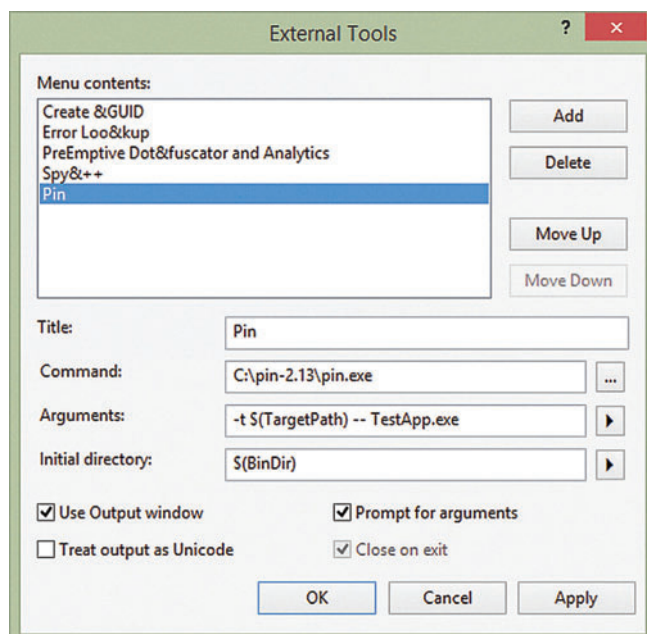 External Tools
?
×
Menu contents:
Create &GUID
Error Loo&kup
PreEmptive Dot&fuscator and Analytics
Spy&++
Pin
Add
Delete
Move Up
Move Down
Title:
Pin
Command:
C:\pin-2.13\pin.exe
...
Arguments:
-t $(TargetPath) -- TestApp.exe
Initial directory:
$(BinDir)
Use Output window
Prompt for arguments
Treat output as Unicode
Close on exit
OK
Cancel
Apply